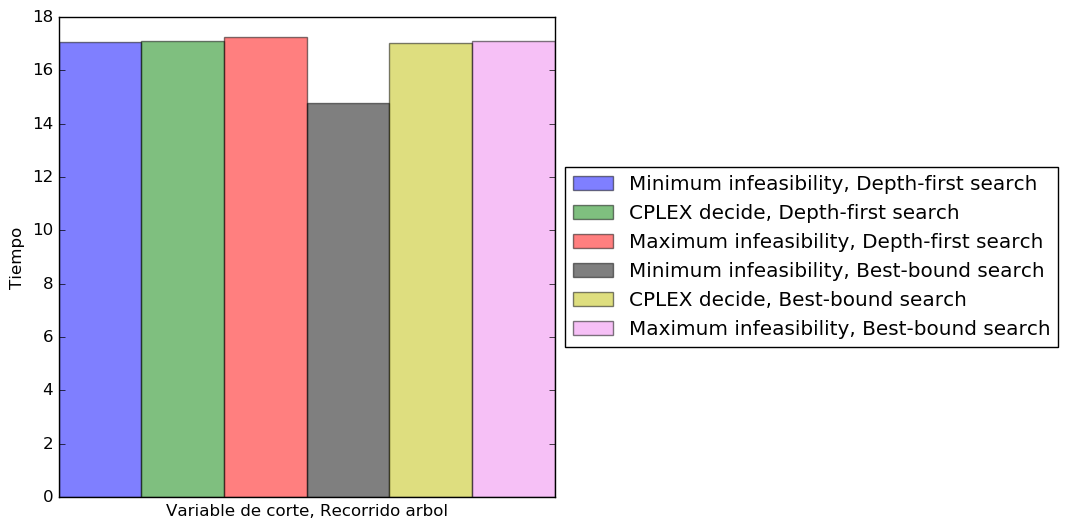 18
16
14
12
10
8
6
4
2
0
Tiempo
Variable de corte, Recorrido arbol
Minimum infeasibility, Depth-first search
CPLEX decide, Depth-first search
Maximum infeasibility, Depth-first search
Minimum infeasibility, Best-bound search
CPLEX decide, Best-bound search
Maximum infeasibility, Best-bound search